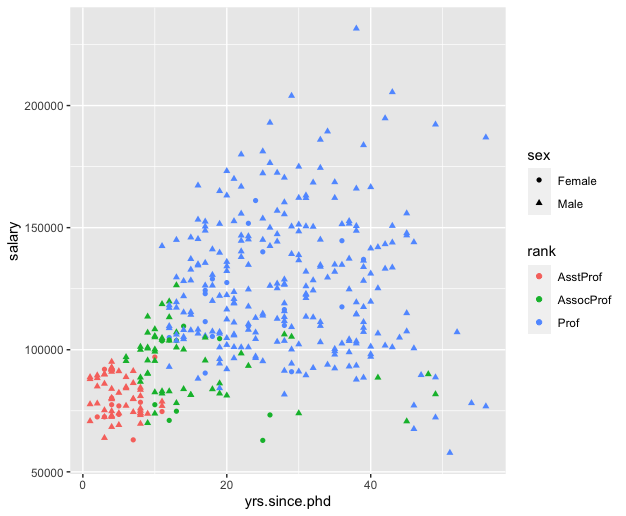 200000
150000
100000
50000
salary
0
20
40
yrs.since.phd
sex
Female
Male
rank
AsstProf
AssocProf
Prof